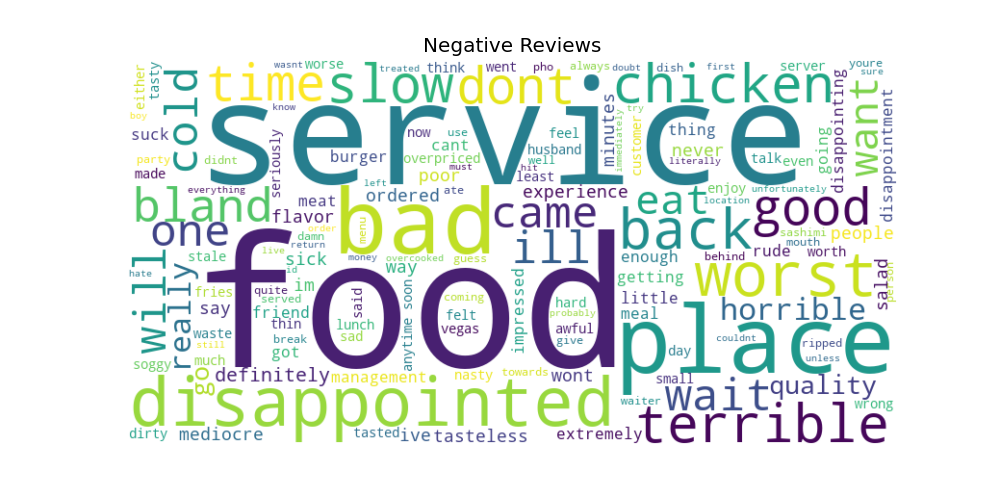 Negative Reviews
either
tasty
cold
wasnt
worse
treated
think
went
pho
always
doubt
dish
first
server
youre
sure
time
slow
dont
chicken
want
boy
suck
made
know
service
now
use
cant
feel
husband
minutes
immediately
try
customer
thing
never
literally
talk
even
going
disappointing
disappointment
party
didnt
seriously
burger
overpriced
poor
well
hit
least
must
everything
left
ordered
ate
experience
enjoy
unfortunately
location
bland
meat
flavor
bad
menu
came
eat
good
one
order
damn
return
ill
back
sashimi
mouth
people
stale
sick
live
id
money
overcooked
guess
way
enough
behind
rude
worth
hate
will
really
fries
im
food
quite
served
said
anytime soon
coming
impressed
hard
probably
getting
worst
salad
person
say
friend
felt
little
horrible
waste
thin
lunch
vegas
awful
meal
place
still
break
sad
give
couldnt
ripped
soggy
much
got
day
unless
go
definitely
management
nasty
towards
wont
small
wait
quality
disappointed
waiter
wrong
terrible
dirty
mediocre
tasted
ive
tasteless
extremely